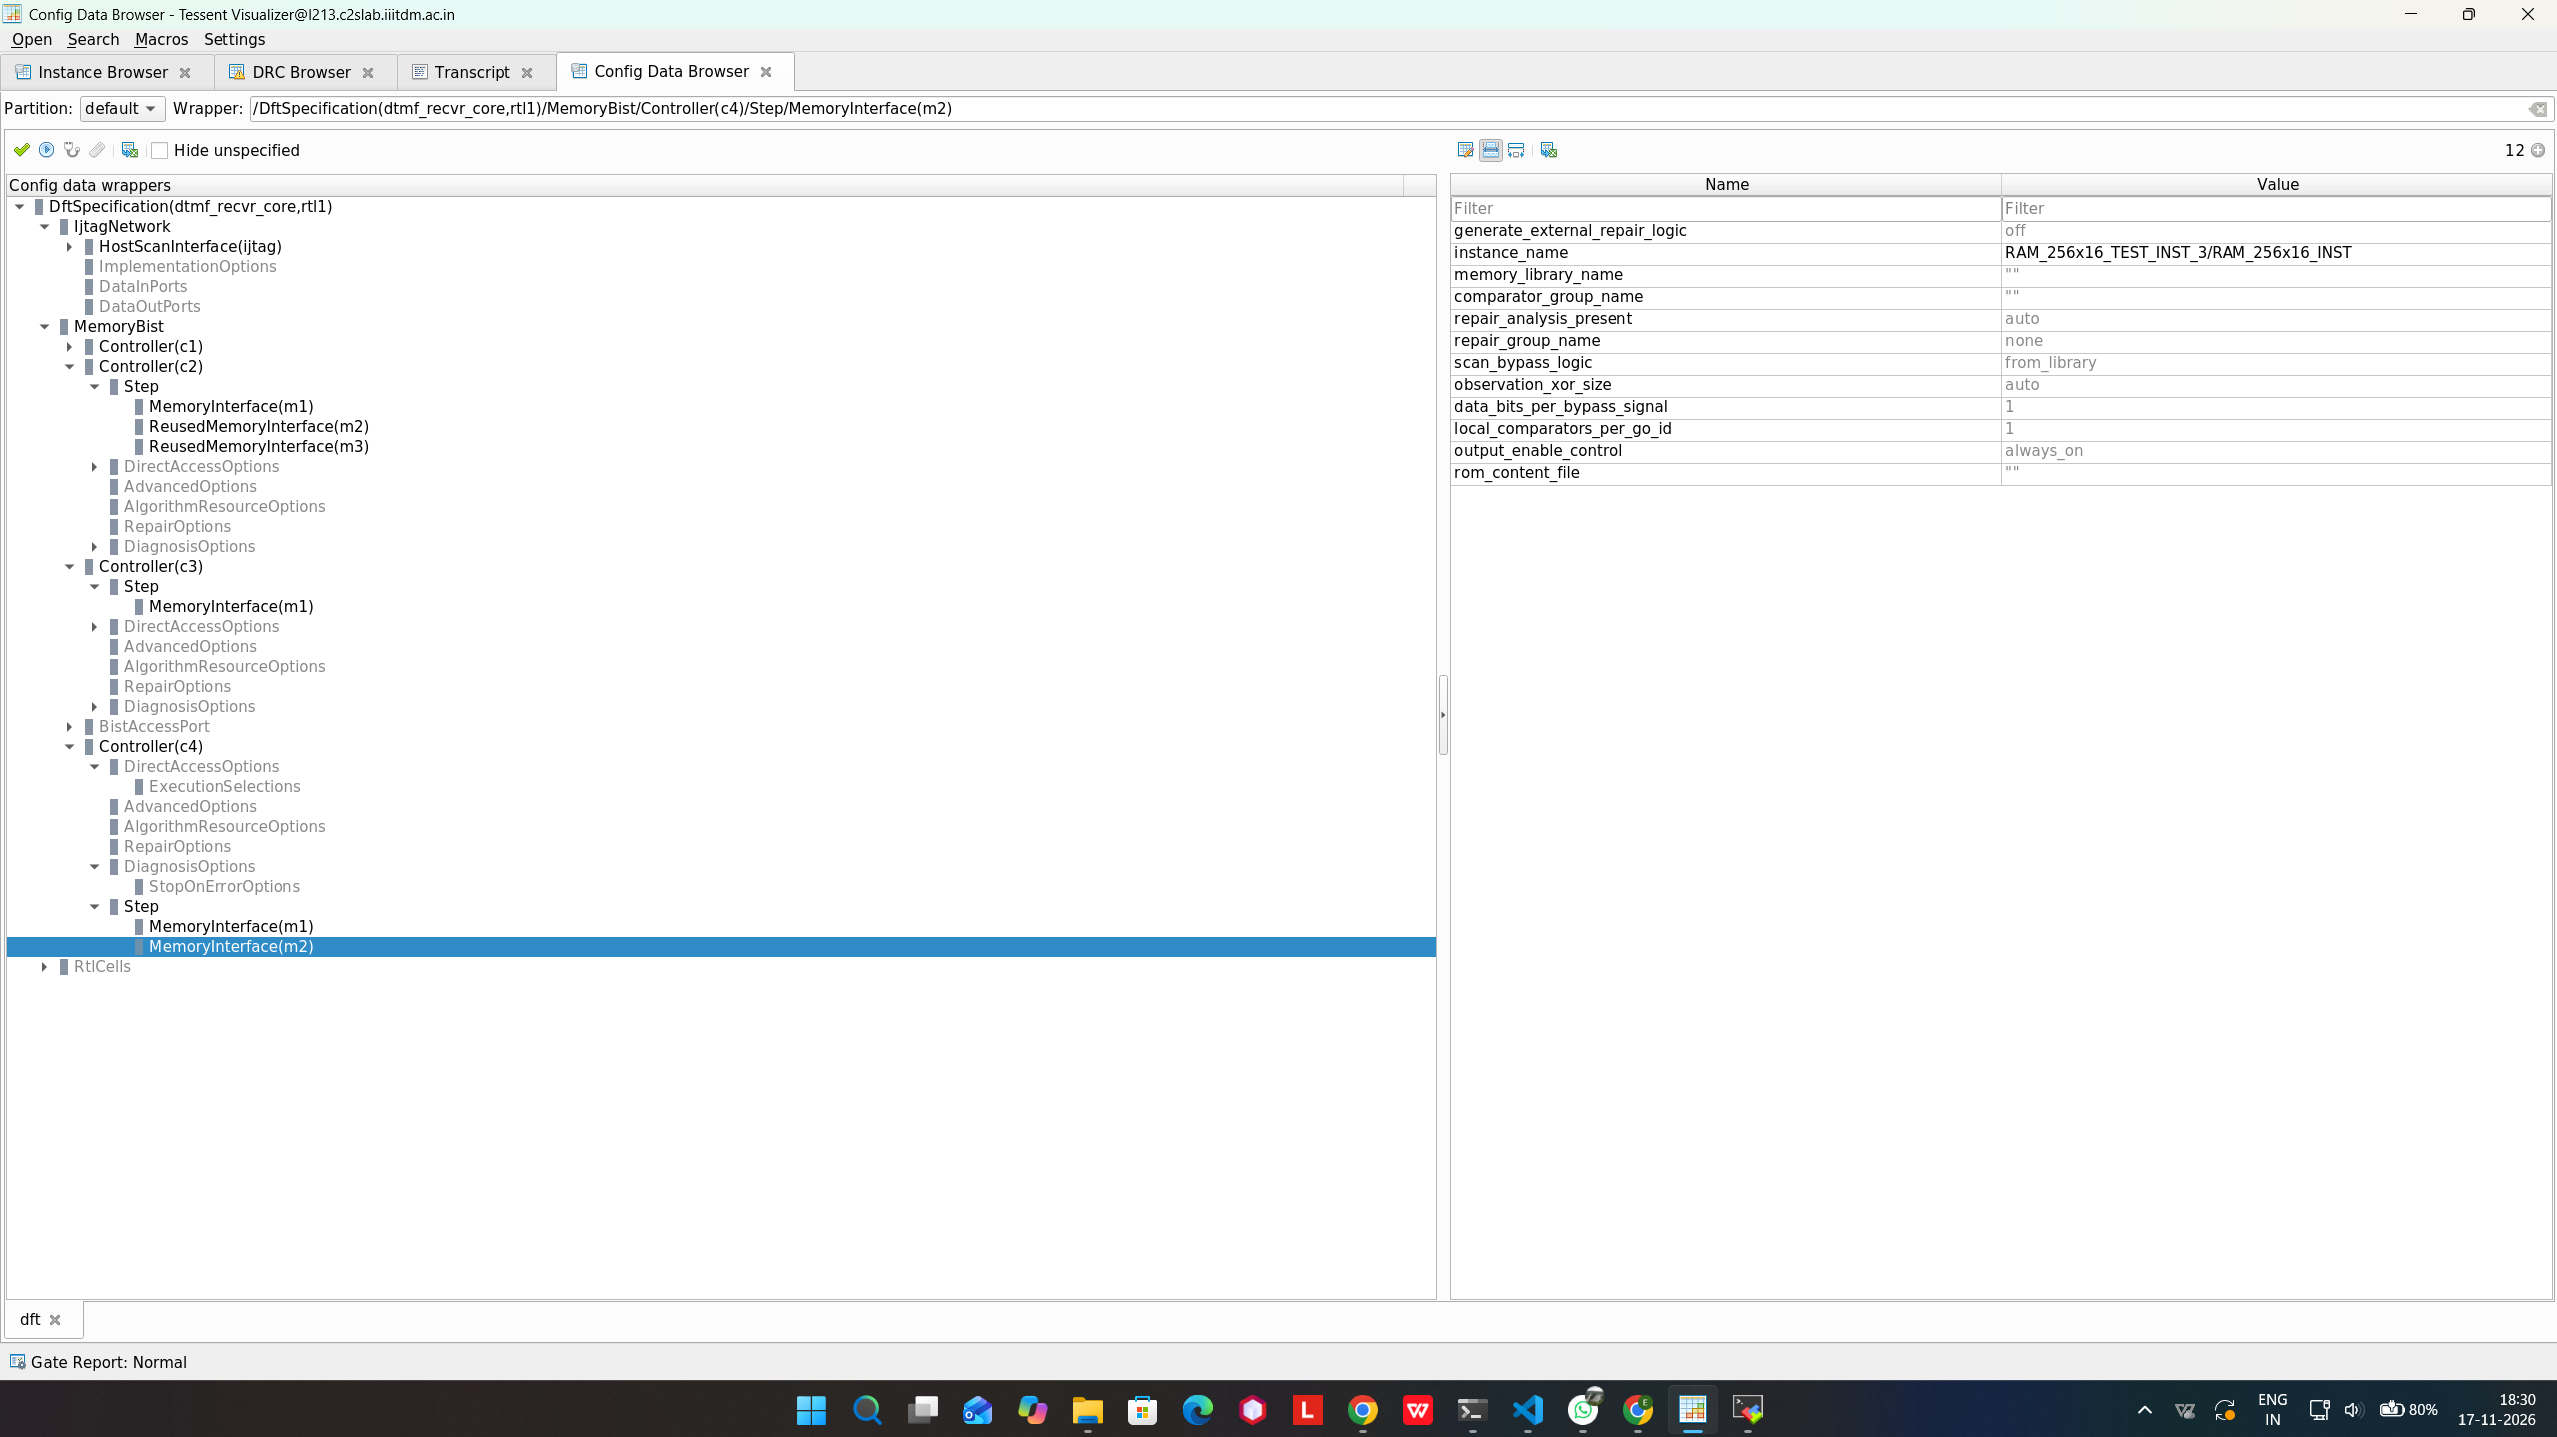 Config Data Browser - Tessent Visualizer@l213.c2slab.iiitdm.ac.in
Open Search Macros Settings
Instance Browser DRC Browser Transcript Config Data Browser
Partition: default Wrapper: /DftSpecification(dtmf_recvr_core,rtl1)/MemoryBist/Controller(c4)/Step/MemoryInterface(m2)
Hide unspecified
12
Config data wrappers
DftSpecification(dtmf_recvr_core,rtl1)
IjtagNetwork
HostScanInterface(ijtag)
ImplementationOptions
DataInPorts
DataOutPorts
MemoryBist
Controller(c1)
Controller(c2)
Step
MemoryInterface(m1)
ReusedMemoryInterface(m2)
ReusedMemoryInterface(m3)
DirectAccessOptions
AdvancedOptions
AlgorithmResourceOptions
RepairOptions
DiagnosisOptions
Controller(c3)
Step
MemoryInterface(m1)
DirectAccessOptions
AdvancedOptions
AlgorithmResourceOptions
RepairOptions
DiagnosisOptions
BistAccessPort
Controller(c4)
DirectAccessOptions
ExecutionSelections
AdvancedOptions
AlgorithmResourceOptions
RepairOptions
DiagnosisOptions
StopOnErrorOptions
Step
MemoryInterface(m1)
MemoryInterface(m2)
RtlCells
Name Value
Filter Filter
generate_external_repair_logic off
instance_name RAM_256x16_TEST_INST_3/RAM_256x16_INST
memory_library_name ""
comparator_group_name ""
repair_analysis_present auto
repair_group_name none
scan_bypass_logic from_library
observation_xor_size auto
data_bits_per_bypass_signal 1
local_comparators_per_go_id 1
output_enable_control always_on
rom_content_file ""
dft
Gate Report: Normal
L
W
E
ENG
IN
80%
18:30
17-11-2026